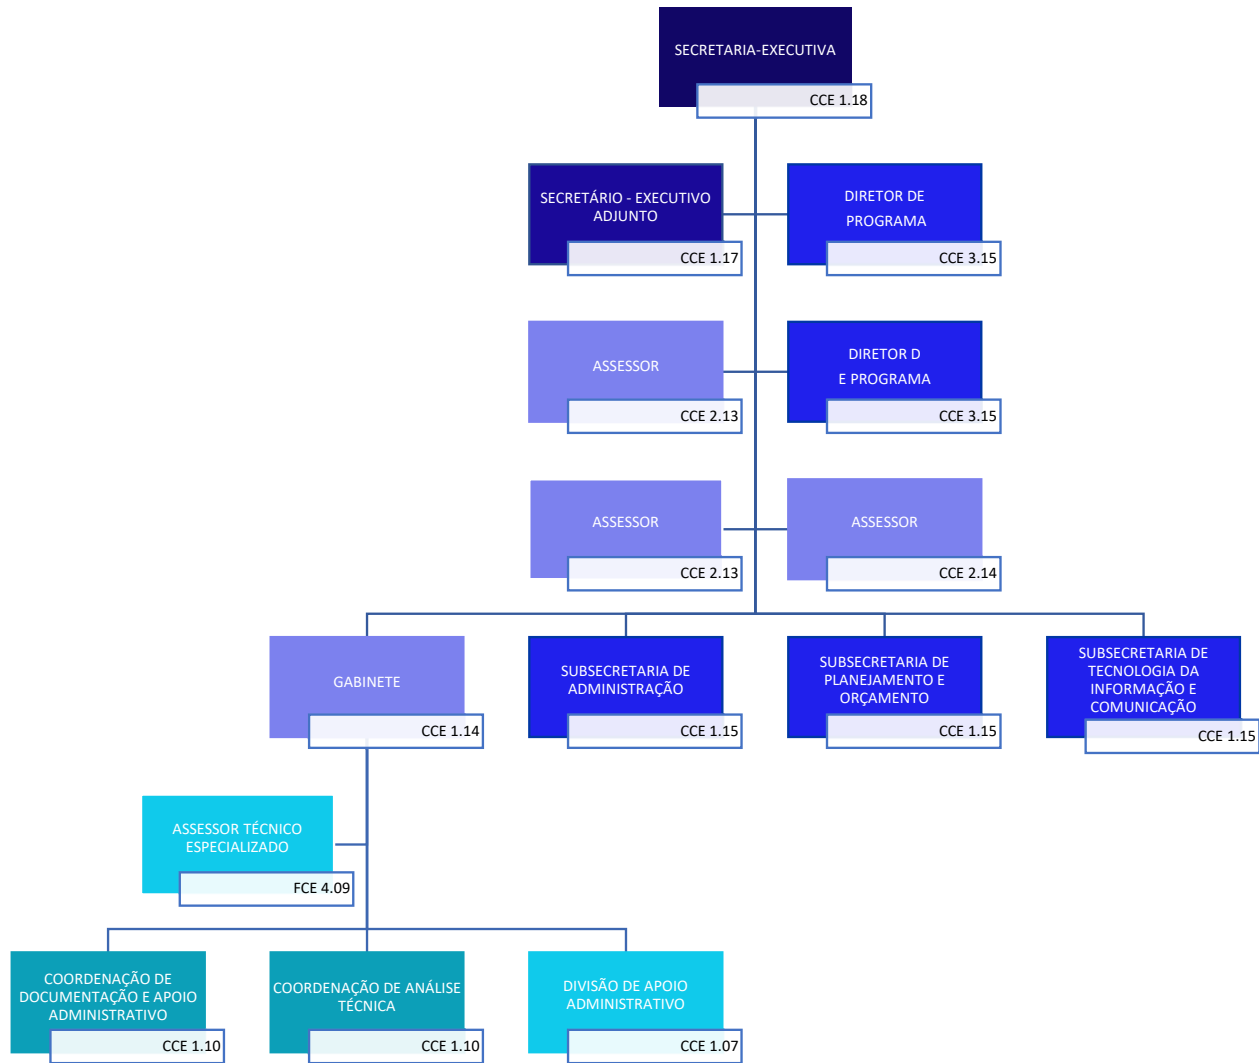 SECRETARIA-EXECUTIVA
CCE 1.18
SECRETÁRIO - EXECUTIVO
ADJUNTO
CCE 1.17
DIRETOR DE
PROGRAMA
CCE 3.15
ASSESSOR
CCE 2.13
DIRETOR D
E PROGRAMA
CCE 3.15
ASSESSOR
CCE 2.13
ASSESSOR
CCE 2.14
GABINETE
CCE 1.14
SUBSECRETARIA DE
ADMINISTRAÇÃO
CCE 1.15
SUBSECRETARIA DE
PLANEJAMENTO E
ORÇAMENTO
CCE 1.15
SUBSECRETARIA DE
TECNOLOGIA DA
INFORMAÇÃO E
COMUNICAÇÃO
CCE 1.15
ASSESSOR TÉCNICO
ESPECIALIZADO
FCE 4.09
COORDENAÇÃO DE
DOCUMENTAÇÃO E APOIO
ADMINISTRATIVO
CCE 1.10
COORDENAÇÃO DE ANÁLISE
TÉCNICA
CCE 1.10
DIVISÃO DE APOIO
ADMINISTRATIVO
CCE 1.07